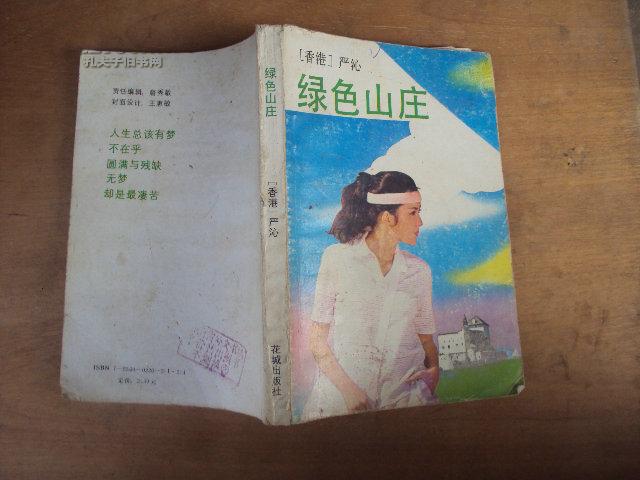 孔夫子旧书网
责任编辑:翁秀敏
封面设计:王惠敏
人生总该有梦
不在乎
圆满与残缺
无梦
却是最凄苦
绿色山庄
[香港]
严沁
花城出版社
[香港]严沁
绿色山庄